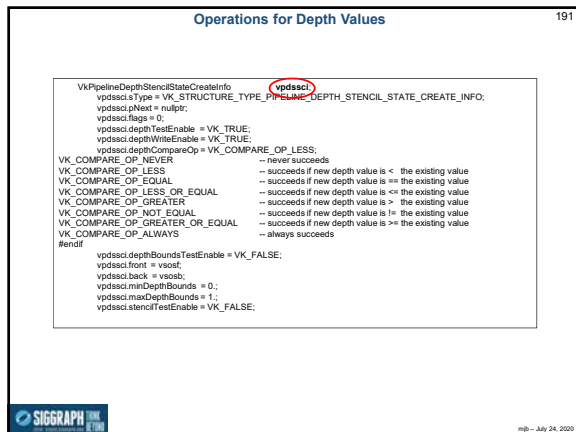 Operations for Depth Values
191
VkPipelineDepthStencilStateCreateInfo vpdssci;
vpdssci.sType = VK_STRUCTURE_TYPE_PIPELINE_DEPTH_STENCIL_STATE_CREATE_INFO;
vpdssci.pNext = nullptr;
vpdssci.flags = 0;
vpdssci.depthTestEnable = VK_TRUE;
vpdssci.depthWriteEnable = VK_TRUE;
vpdssci.depthCompareOp = VK_COMPARE_OP_LESS;
VK_COMPARE_OP_NEVER -- never succeeds
VK_COMPARE_OP_LESS -- succeeds if new depth value is < the existing value
VK_COMPARE_OP_EQUAL -- succeeds if new depth value is == the existing value
VK_COMPARE_OP_LESS_OR_EQUAL -- succeeds if new depth value is <= the existing value
VK_COMPARE_OP_GREATER -- succeeds if new depth value is > the existing value
VK_COMPARE_OP_NOT_EQUAL -- succeeds if new depth value is != the existing value
VK_COMPARE_OP_GREATER_OR_EQUAL -- succeeds if new depth value is >= the existing value
VK_COMPARE_OP_ALWAYS -- always succeeds
#endif
vpdssci.depthBoundsTestEnable = VK_FALSE;
vpdssci.front = vsosf;
vpdssci.back = vsosb;
vpdssci.minDepthBounds = 0.;
vpdssci.maxDepthBounds = 1.;
vpdssci.stencilTestEnable = VK_FALSE;
SIGGRAPH THINK BEYOND
mjb – July 24, 2020